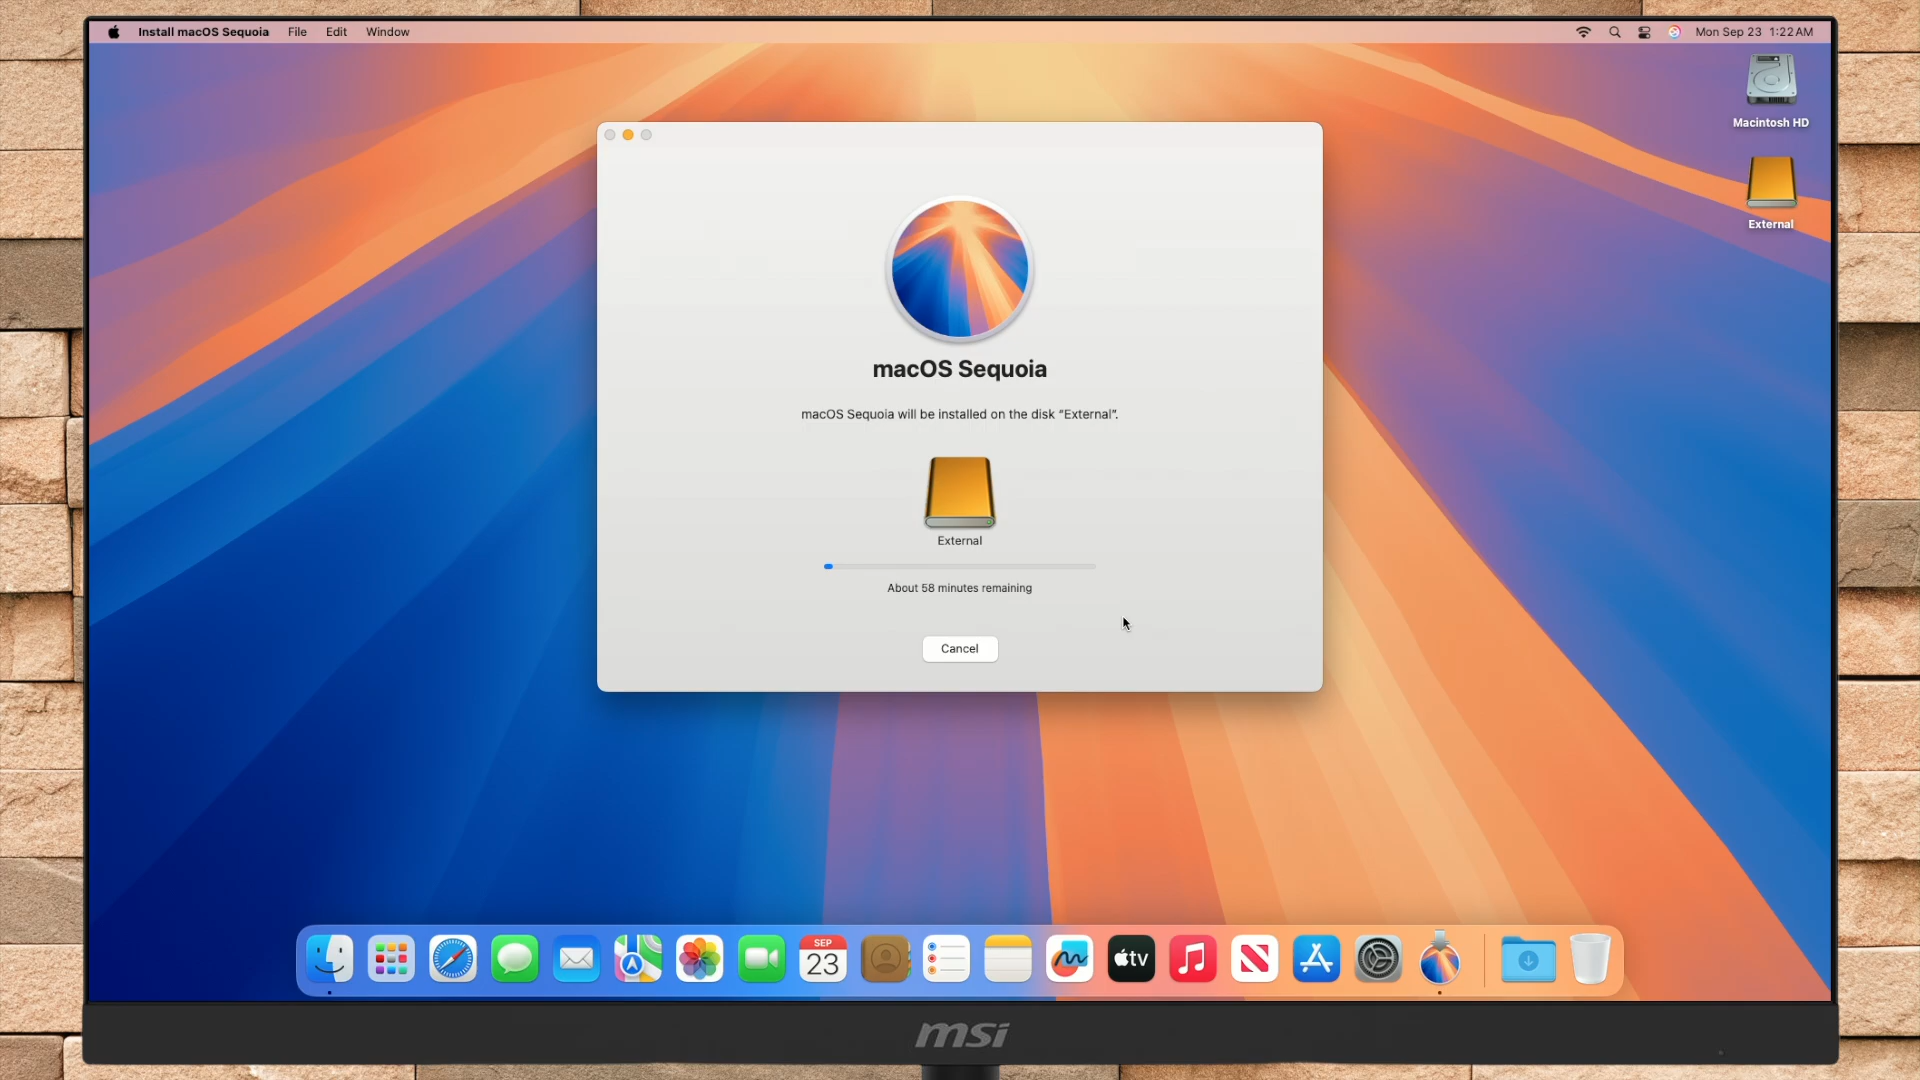 Install macOS Sequoia File Edit Window
Mon Sep 23 1:22 AM
Macintosh HD
External
macOS Sequoia
macOS Sequoia will be installed on the disk “External”.
External
About 58 minutes remaining
Cancel
SEP
23
tv
msi